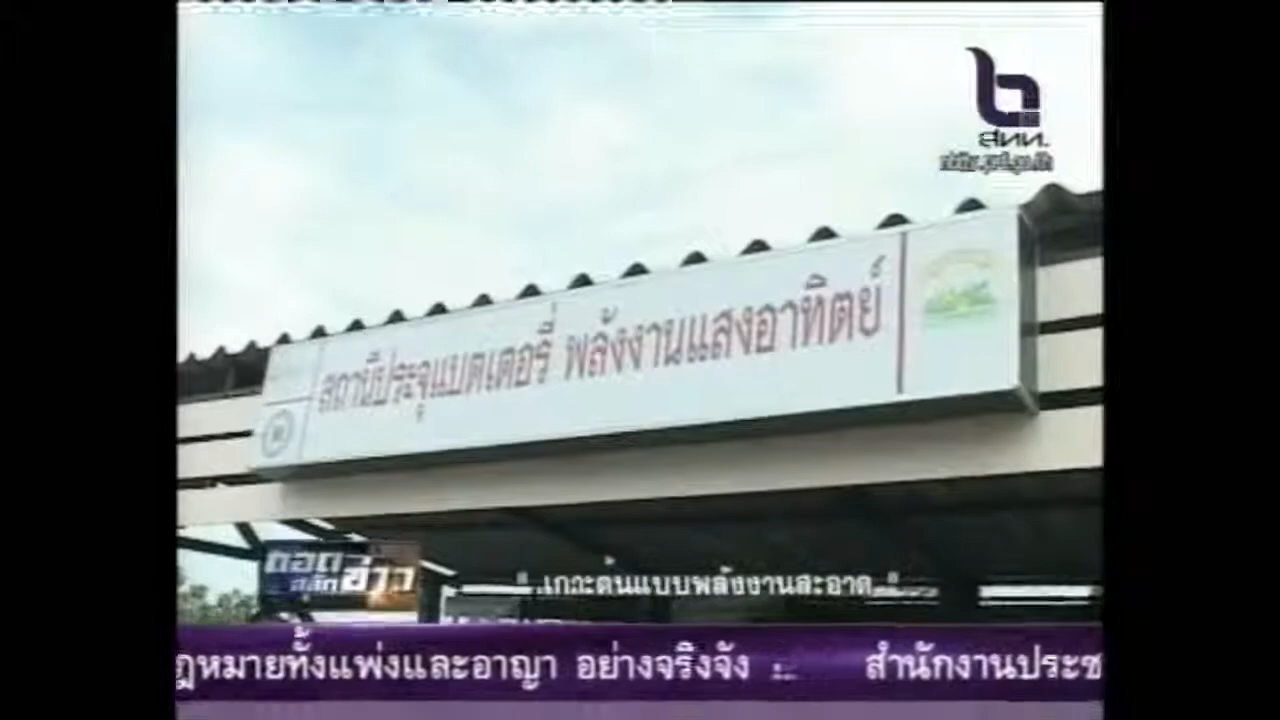 สทท.
สถานีประจุแบตเตอรี่ พลังงานแสงอาทิตย์
ถอด
สลัก
ข่าว
"เกาะต้นแบบพลังงานสะอาด"
ฎหมายทั้งแพ่งและอาญา อย่างจริงจัง ... สำนักงานประช